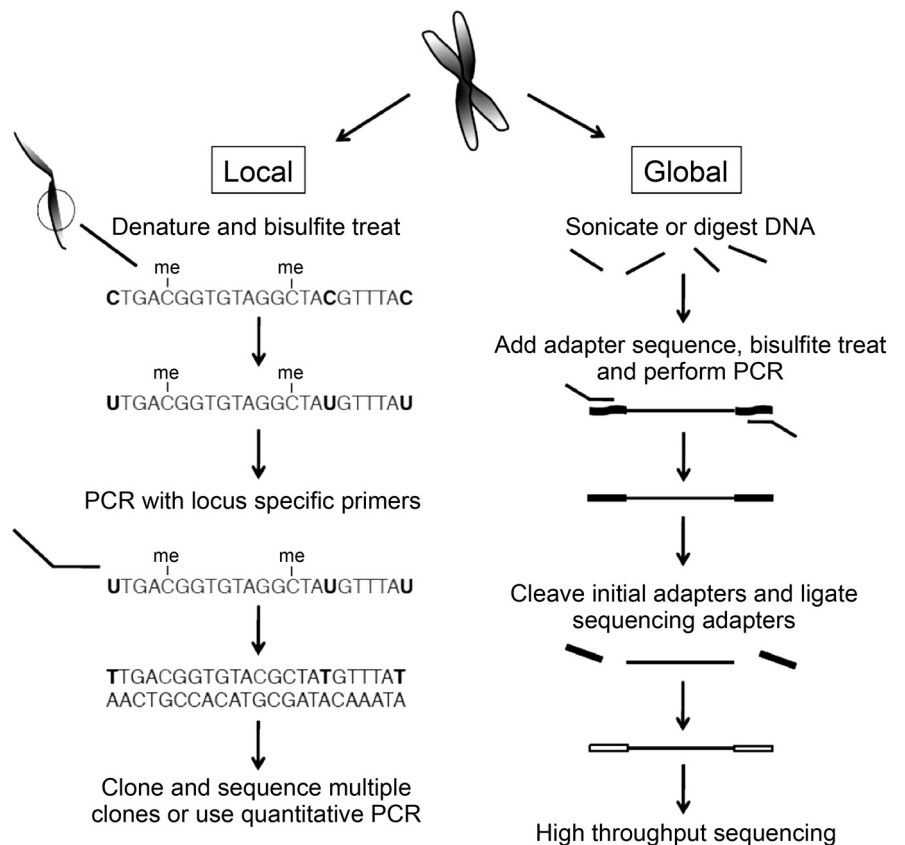 Local
Denature and bisulfite treat
me me
CTGACGGTGTAGGCTACGTTTAC
me me
UTGACGGTGTAGGCTAUGTTTAU
PCR with locus specific primers
me me
UTGACGGTGTAGGCTAUGTTTAU
TTGACGGTGTACGCTATGTTTAT
AACTGCCACATGCGATACAAATA
Clone and sequence multiple
clones or use quantitative PCR
Global
Sonicate or digest DNA
Add adapter sequence, bisulfite treat
and perform PCR
Cleave initial adapters and ligate
sequencing adapters
High throughput sequencing